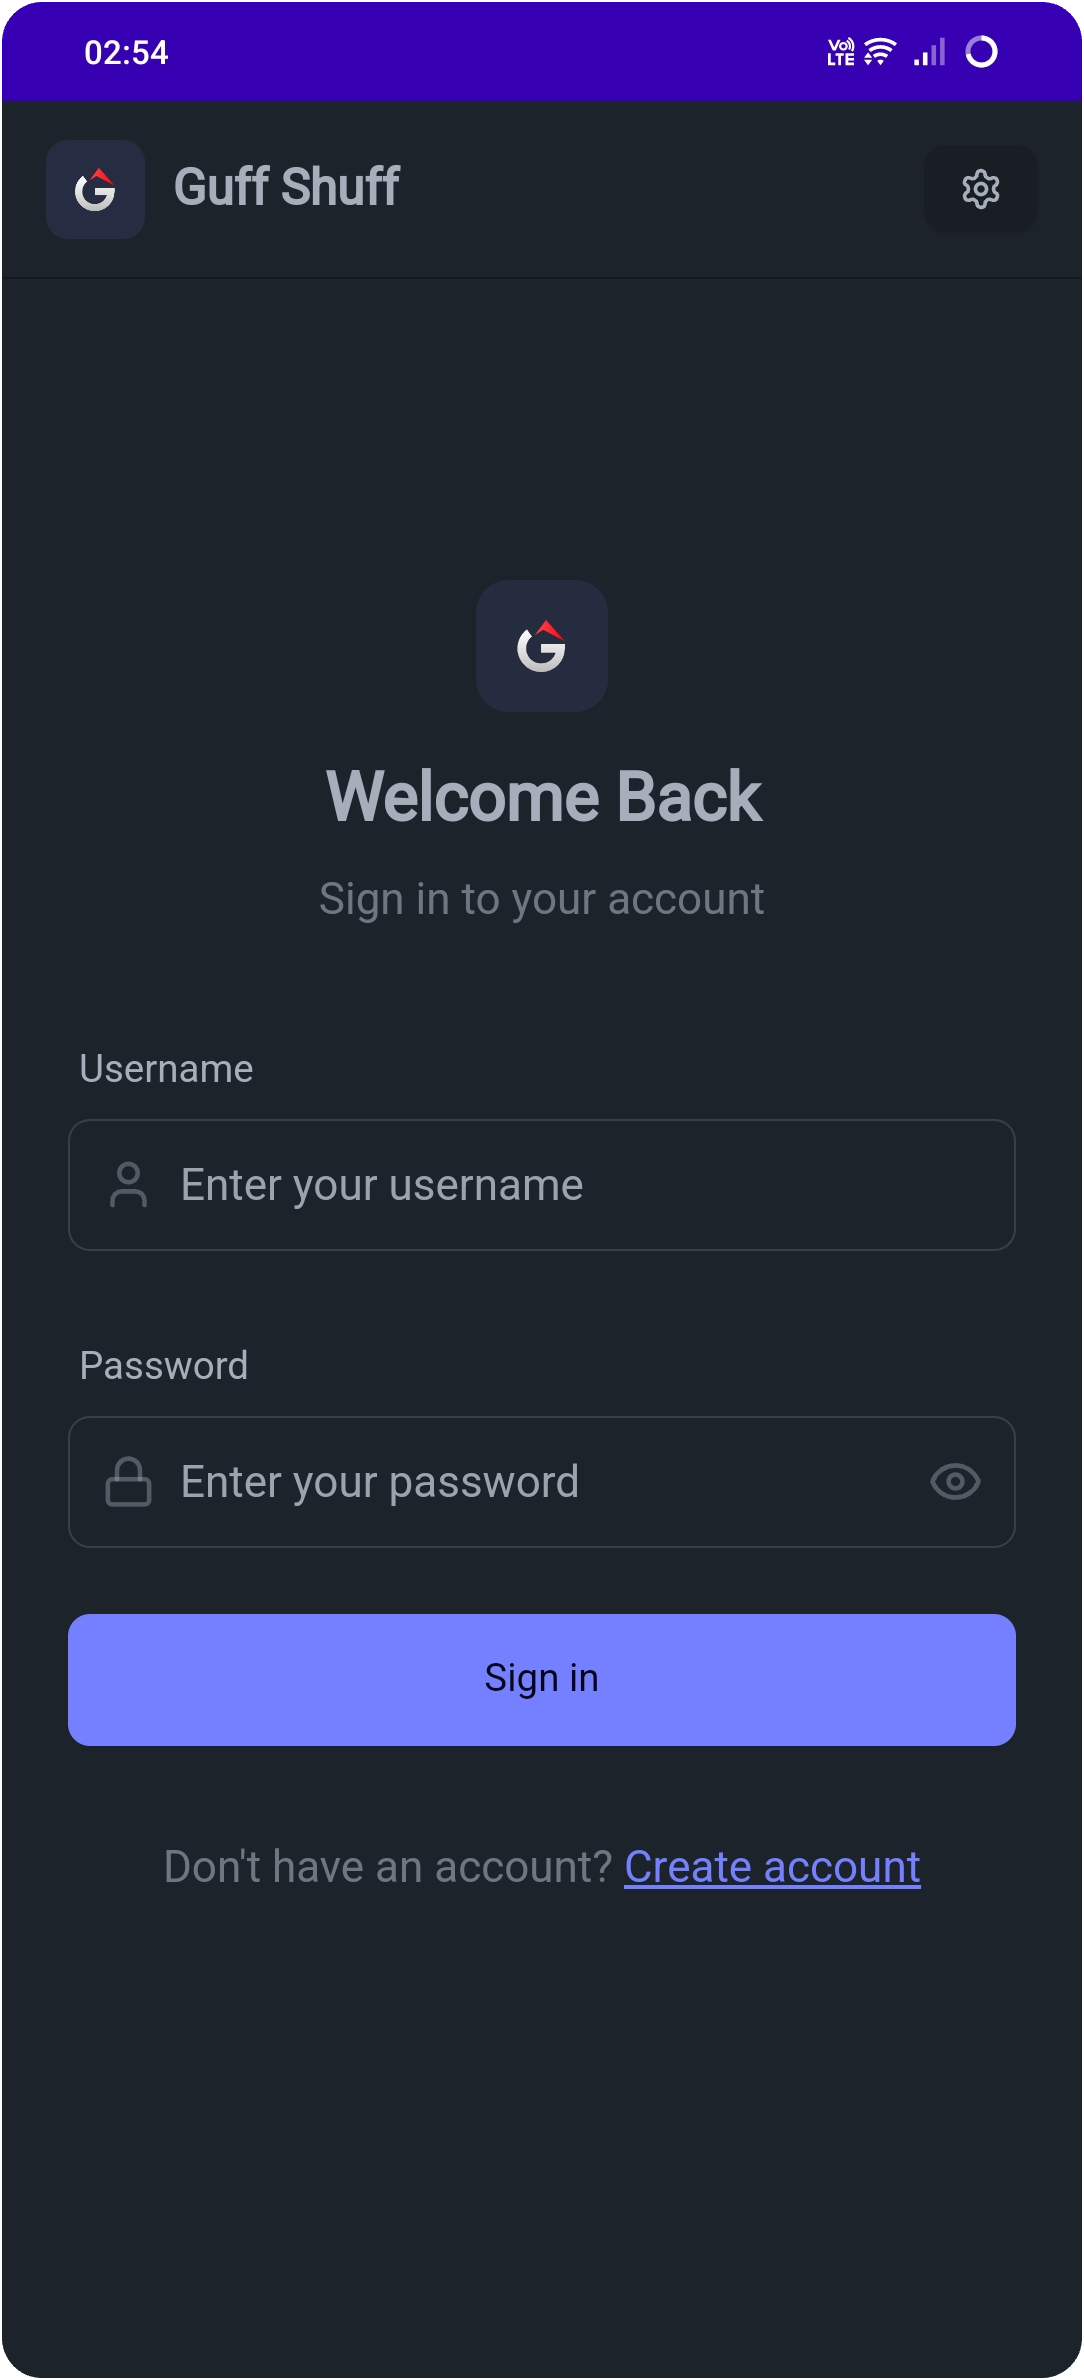 02:54
Vo LTE
Guff Shuff
Welcome Back
Sign in to your account
Username
Enter your username
Password
Enter your password
Sign in
Don't have an account? Create account